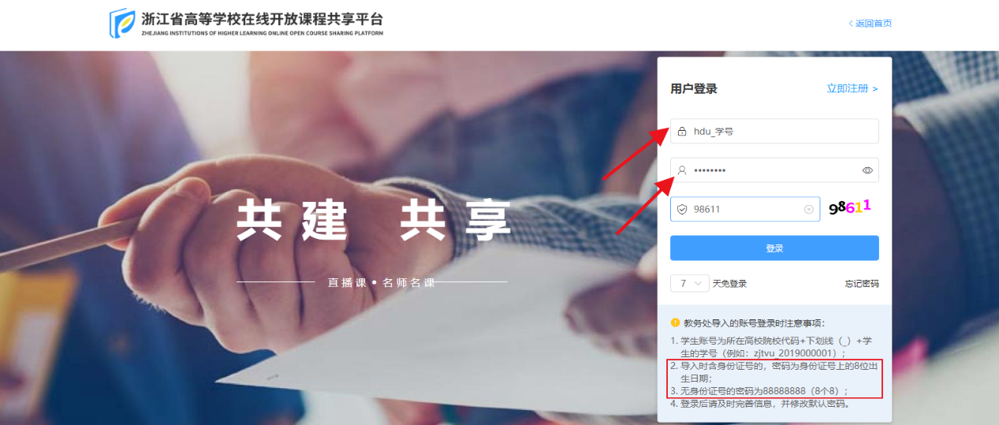 浙江省高等学校在线开放课程共享平台
ZHEJIANG INSTITUTIONS OF HIGHER LEARNING ONLINE OPEN COURSE SHARING PLATFORM
< 返回首页
用户登录
立即注册 >
hdu_学号
••••••••
98611
98611
登录
7 天免登录
忘记密码
共建 共享
直播课•名师名课
教务处导入的账号登录时注意事项：
1. 学生账号为所在高校院校代码+下划线（_）+学
生的学号（例如：zjtvu_2019000001）；
2. 导入时含身份证号的，密码为身份证号上的8位出
生日期；
3. 无身份证号的密码为88888888（8个8）；
4. 登录后请及时完善信息，并修改默认密码。